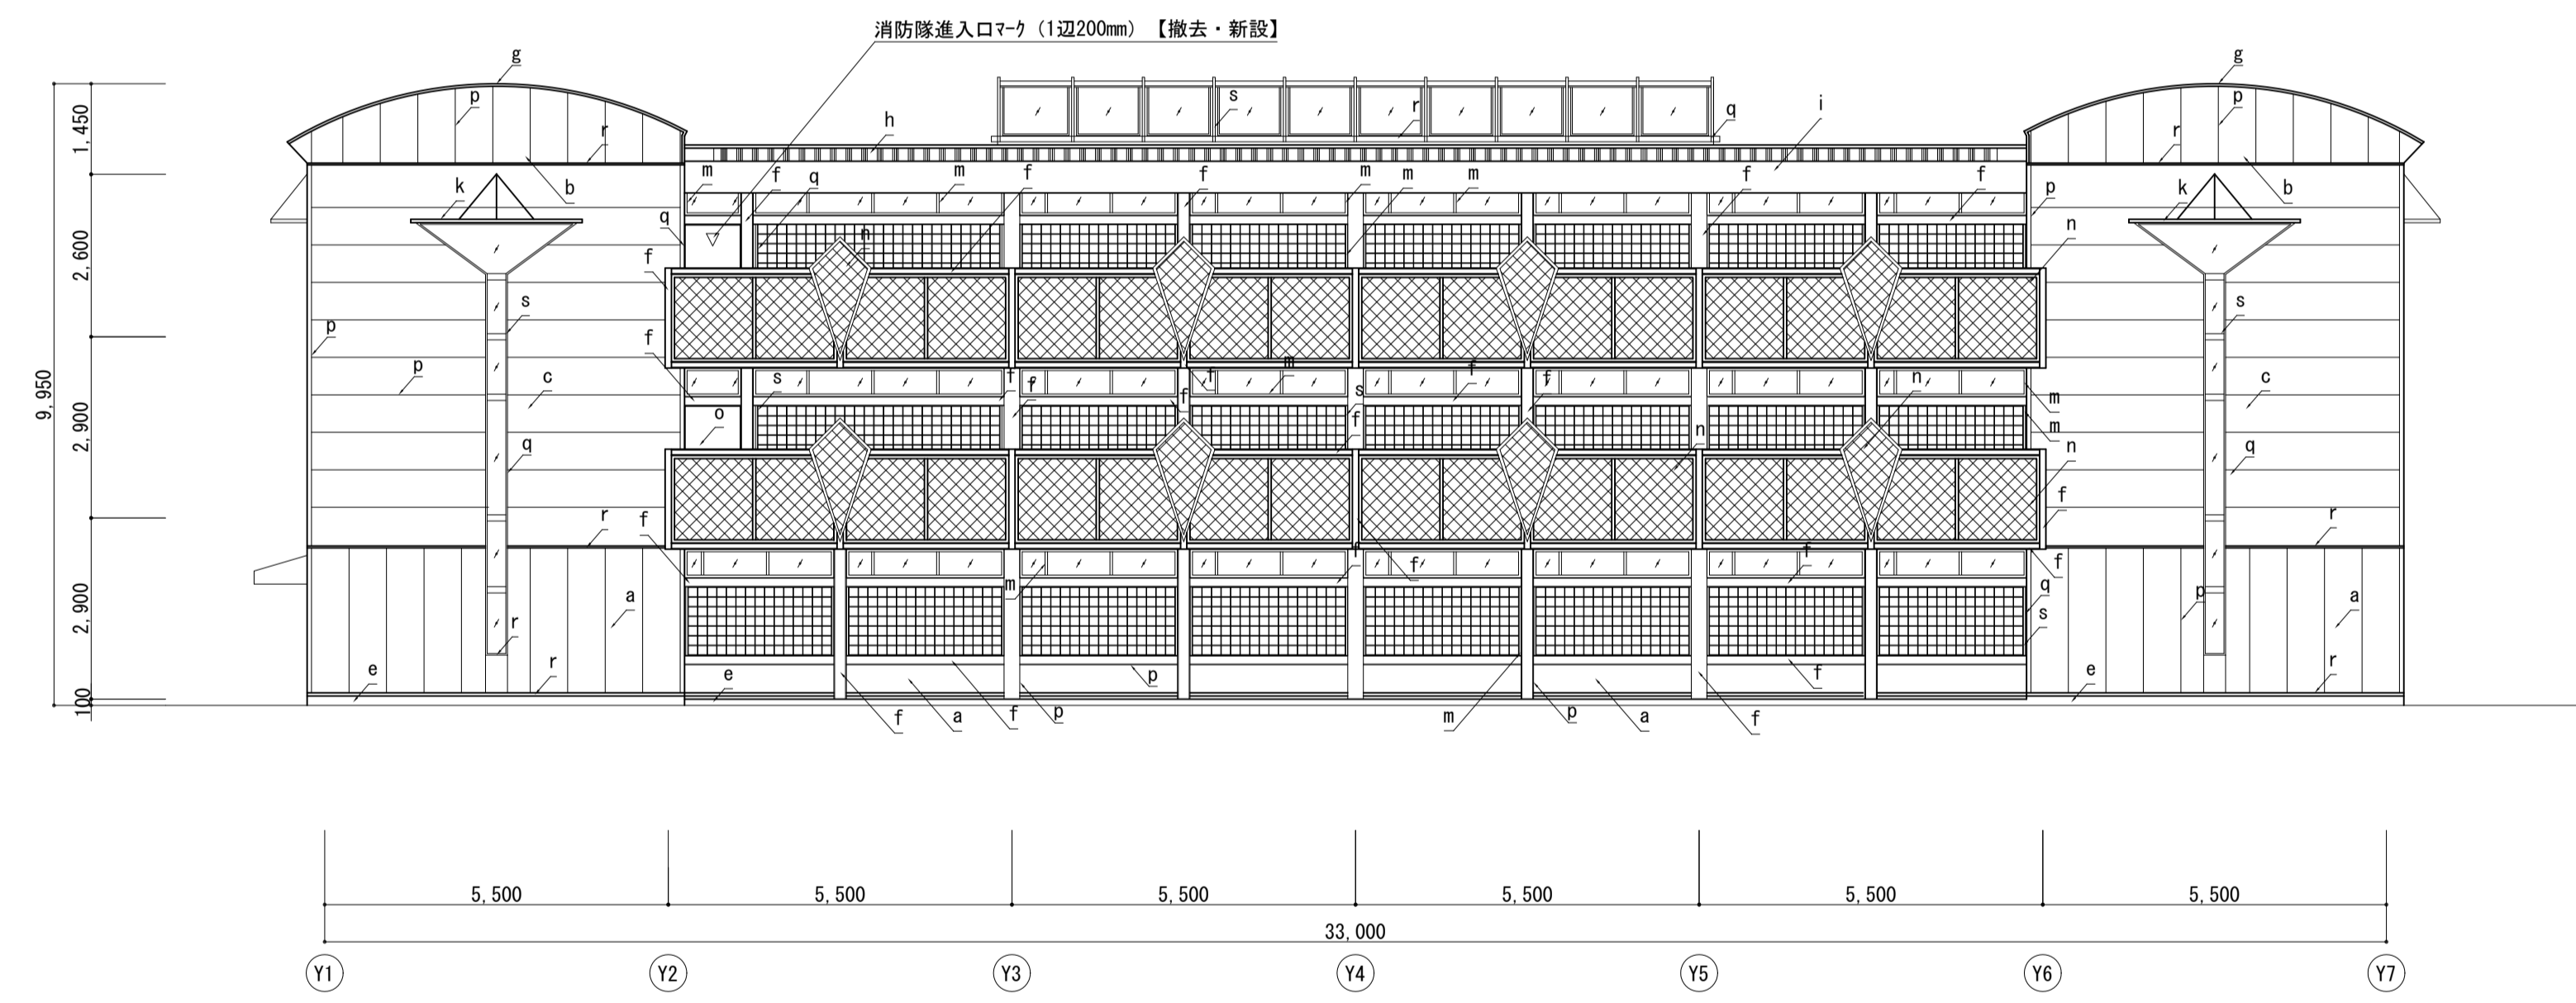 消防隊進入口ﾏｰｸ（1辺200mm）【撤去・新設】
g g
p s r q i p
h r r
m f q m f f m m m f f p
k b b k
q n n
f
s s
p f
p c s m f f f f m s f f n c
o f m
m
q f n n q
r f f r
f f f f
m q
a s p a
r
e r e p f e r
f a f p m p a f
1,450
2,600
2,900
2,900
100
9,950
5,500 5,500 5,500 5,500 5,500 5,500
33,000
Y1 Y2 Y3 Y4 Y5 Y6 Y7